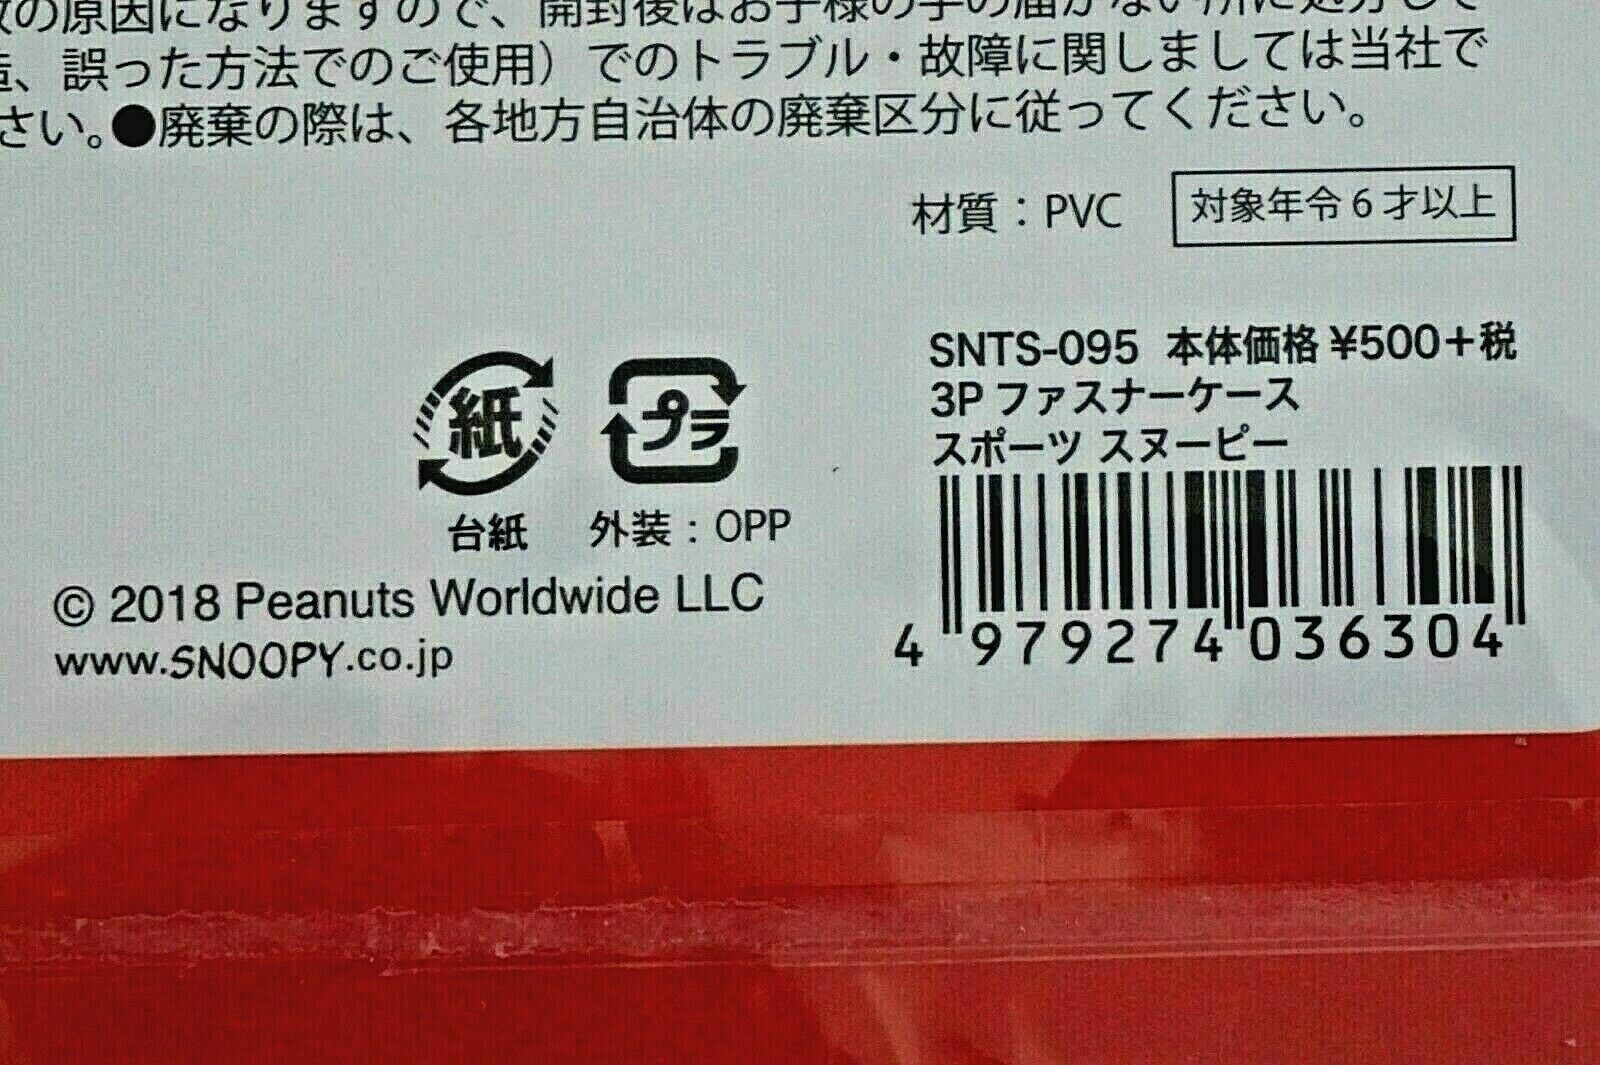 の原因になりますので、開封後はお子様の手の届かない所に処分して
、誤った方法でのご使用）でのトラブル・故障に関しましては当社で
さい。●廃棄の際は、各地方自治体の廃棄区分に従ってください。
材質：PVC 対象年令6才以上
SNTS-095 本体価格¥500+税
3Pファスナーケース
スポーツ スヌーピー
紙 プラ
台紙 外装：OPP
© 2018 Peanuts Worldwide LLC
www.SNOOPY.co.jp
4 979274 036304